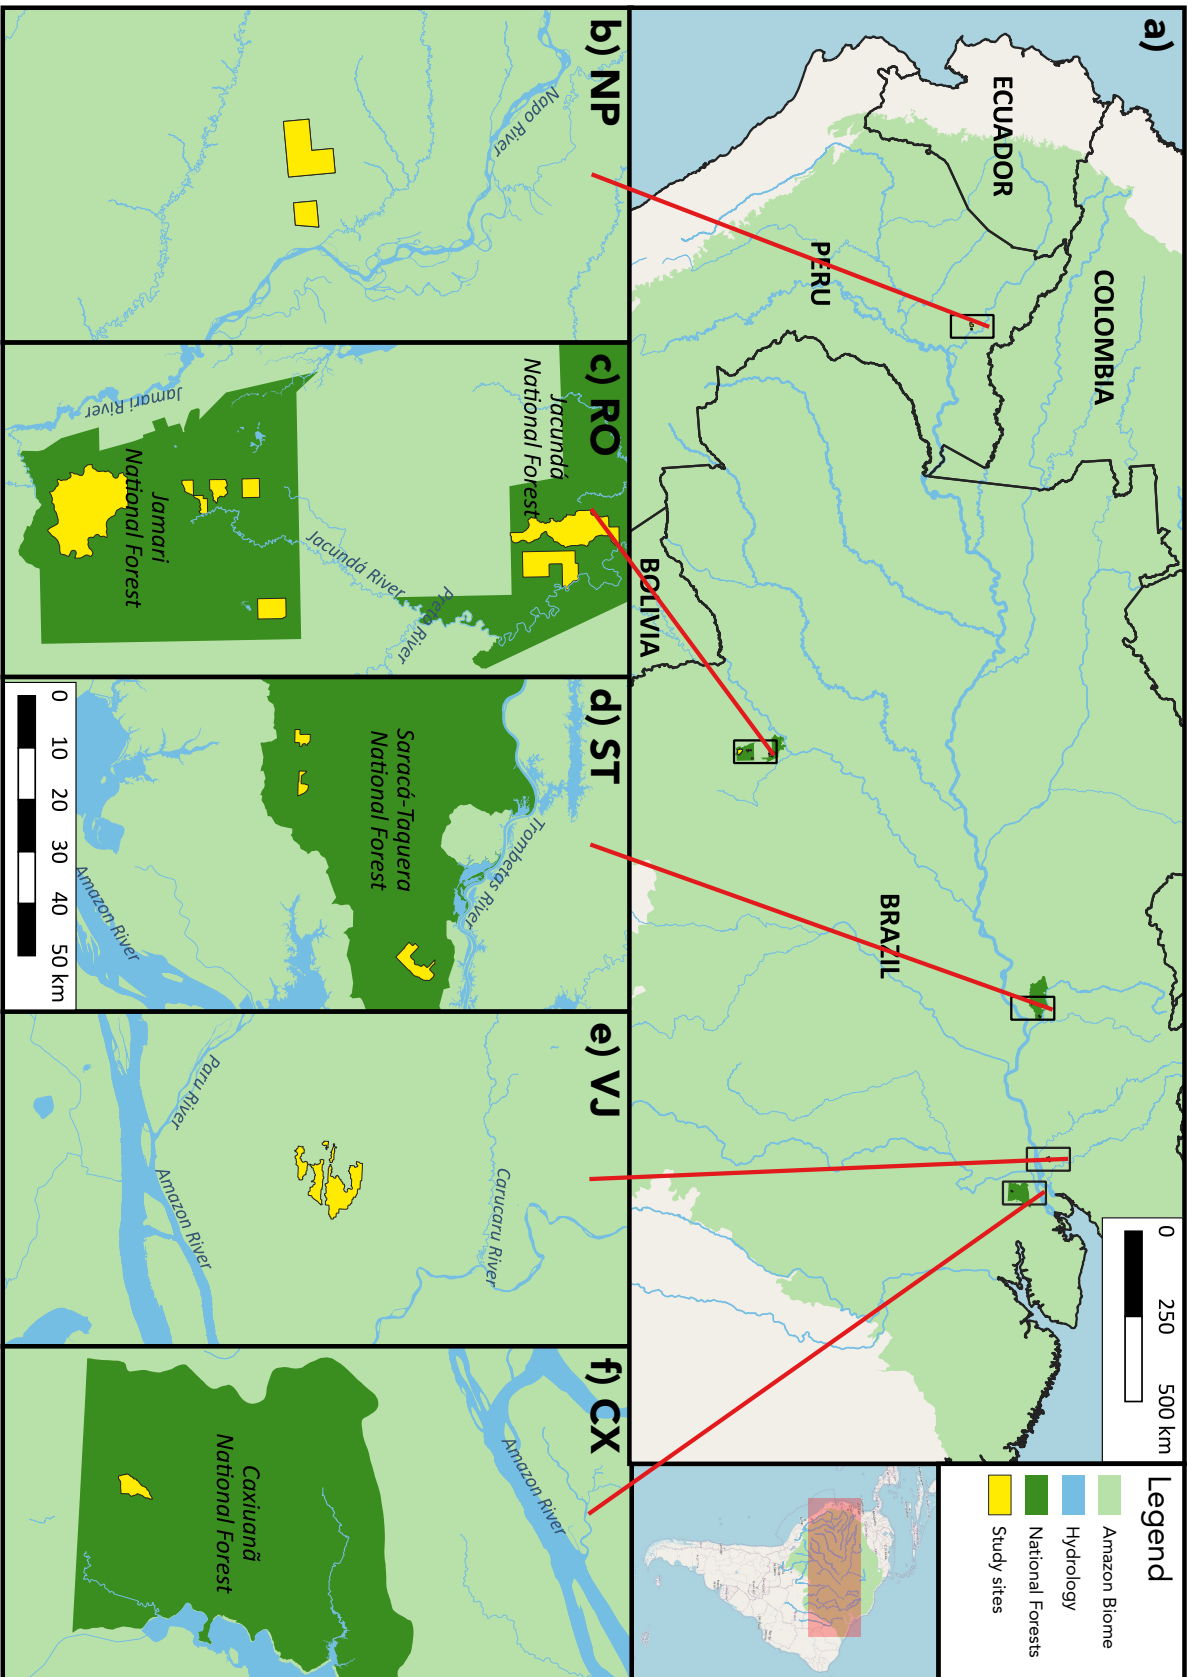 a)
ECUADOR
COLOMBIA
PERU
BOLIVIA
BRAZIL
0 250 500 km
Legend
Amazon Biome
Hydrology
National Forests
Study sites
b) NP
Napo River
c) RO
Jacundá
National Forest
Jamari River
Jamari
National Forest
Jacundá River
Preto River
d) ST
Saracá-Taquera
National Forest
Trombetas River
Amazon River
0 10 20 30 40 50 km
e) VJ
Paru River
Amazon River
Carucaru River
f) CX
Amazon River
Caxiuanã
National Forest